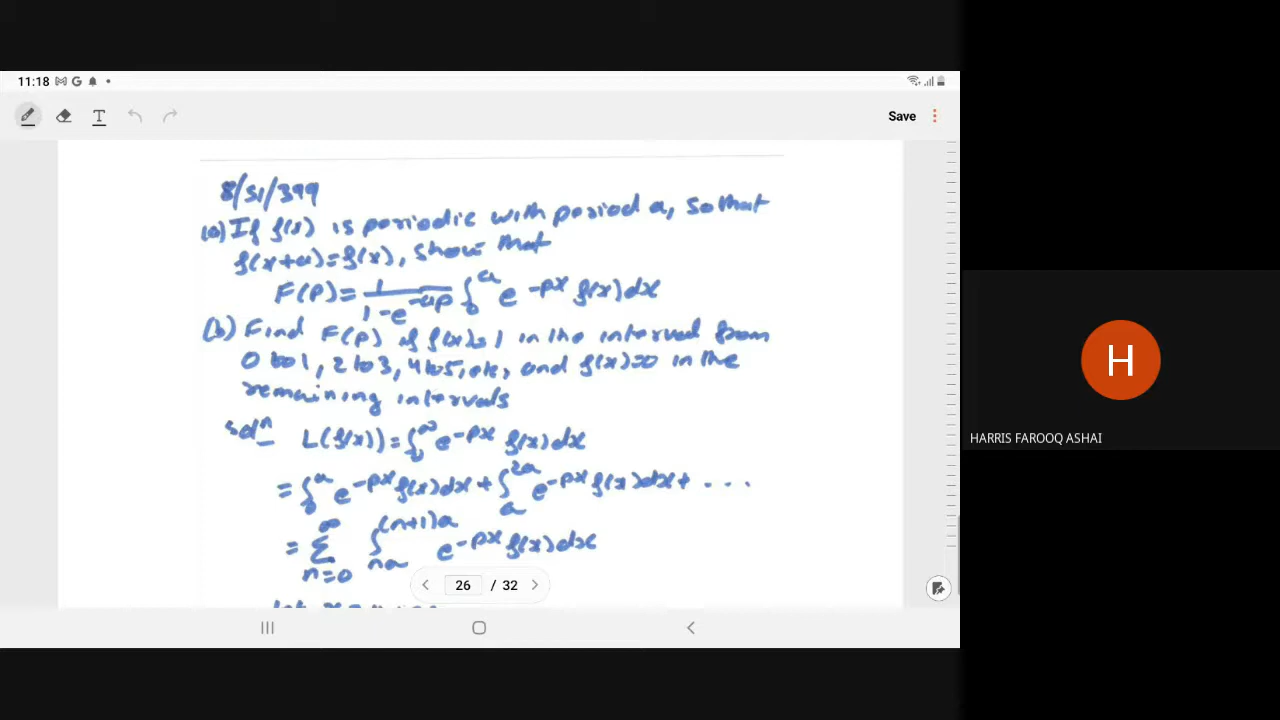 11:18
T
Save
8/51/399
(a) If f(x) is periodic with period a, so that
f(x+a)=f(x), show that
F(p)= 1/(1-e^-ap) ∫_0^a e^-px f(x)dx
(b) Find F(p) if f(x)=1 in the interval from
0 to 1, 2 to 3, 4 to 5, etc, and f(x)=0 in the
remaining intervals
Solⁿ L(f(x))=∫_0^∞ e^-px f(x)dx
=∫_0^a e^-px f(x)dx+∫_a^2a e^-px f(x)dx+ ...
=∑_n=0^∞ ∫_na^(n+1)a e^-px f(x)dx
26 / 32
H
HARRIS FAROOQ ASHAI